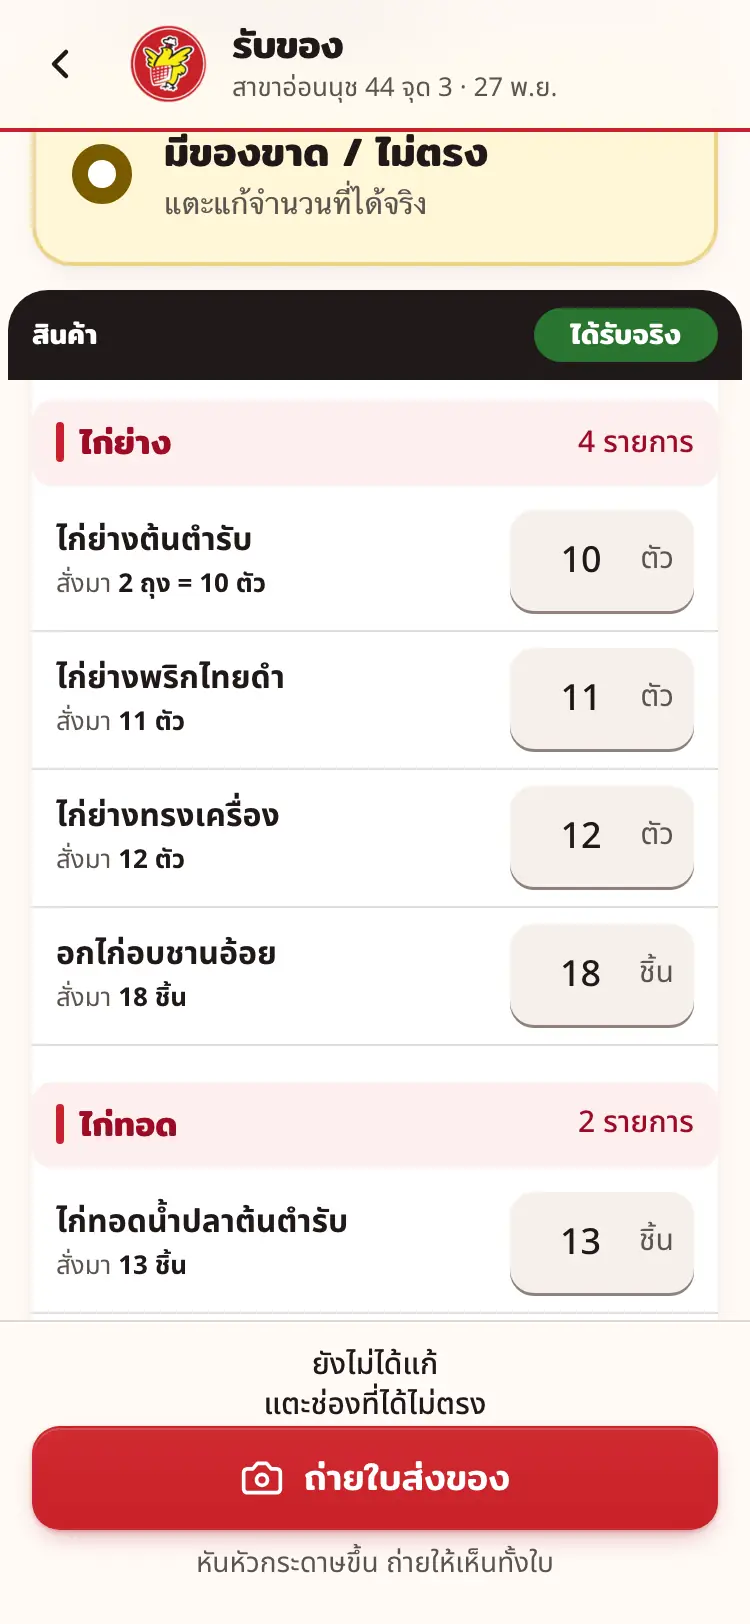 รับของ
สาขาอ่อนนุช 44 จุด 3 · 27 พ.ย.
มีของขาด / ไม่ตรง
แตะแก้จำนวนที่ได้จริง
สินค้า ได้รับจริง
ไก่ย่าง 4 รายการ
ไก่ย่างต้นตำรับ
สั่งมา 2 ถุง = 10 ตัว
10 ตัว
ไก่ย่างพริกไทยดำ
สั่งมา 11 ตัว
11 ตัว
ไก่ย่างทรงเครื่อง
สั่งมา 12 ตัว
12 ตัว
อกไก่อบชานอ้อย
สั่งมา 18 ชิ้น
18 ชิ้น
ไก่ทอด 2 รายการ
ไก่ทอดน้ำปลาต้นตำรับ
สั่งมา 13 ชิ้น
13 ชิ้น
ยังไม่ได้แก้
แตะช่องที่ได้ไม่ตรง
ถ่ายใบส่งของ
หันหัวกระดาษขึ้น ถ่ายให้เห็นทั้งใบ